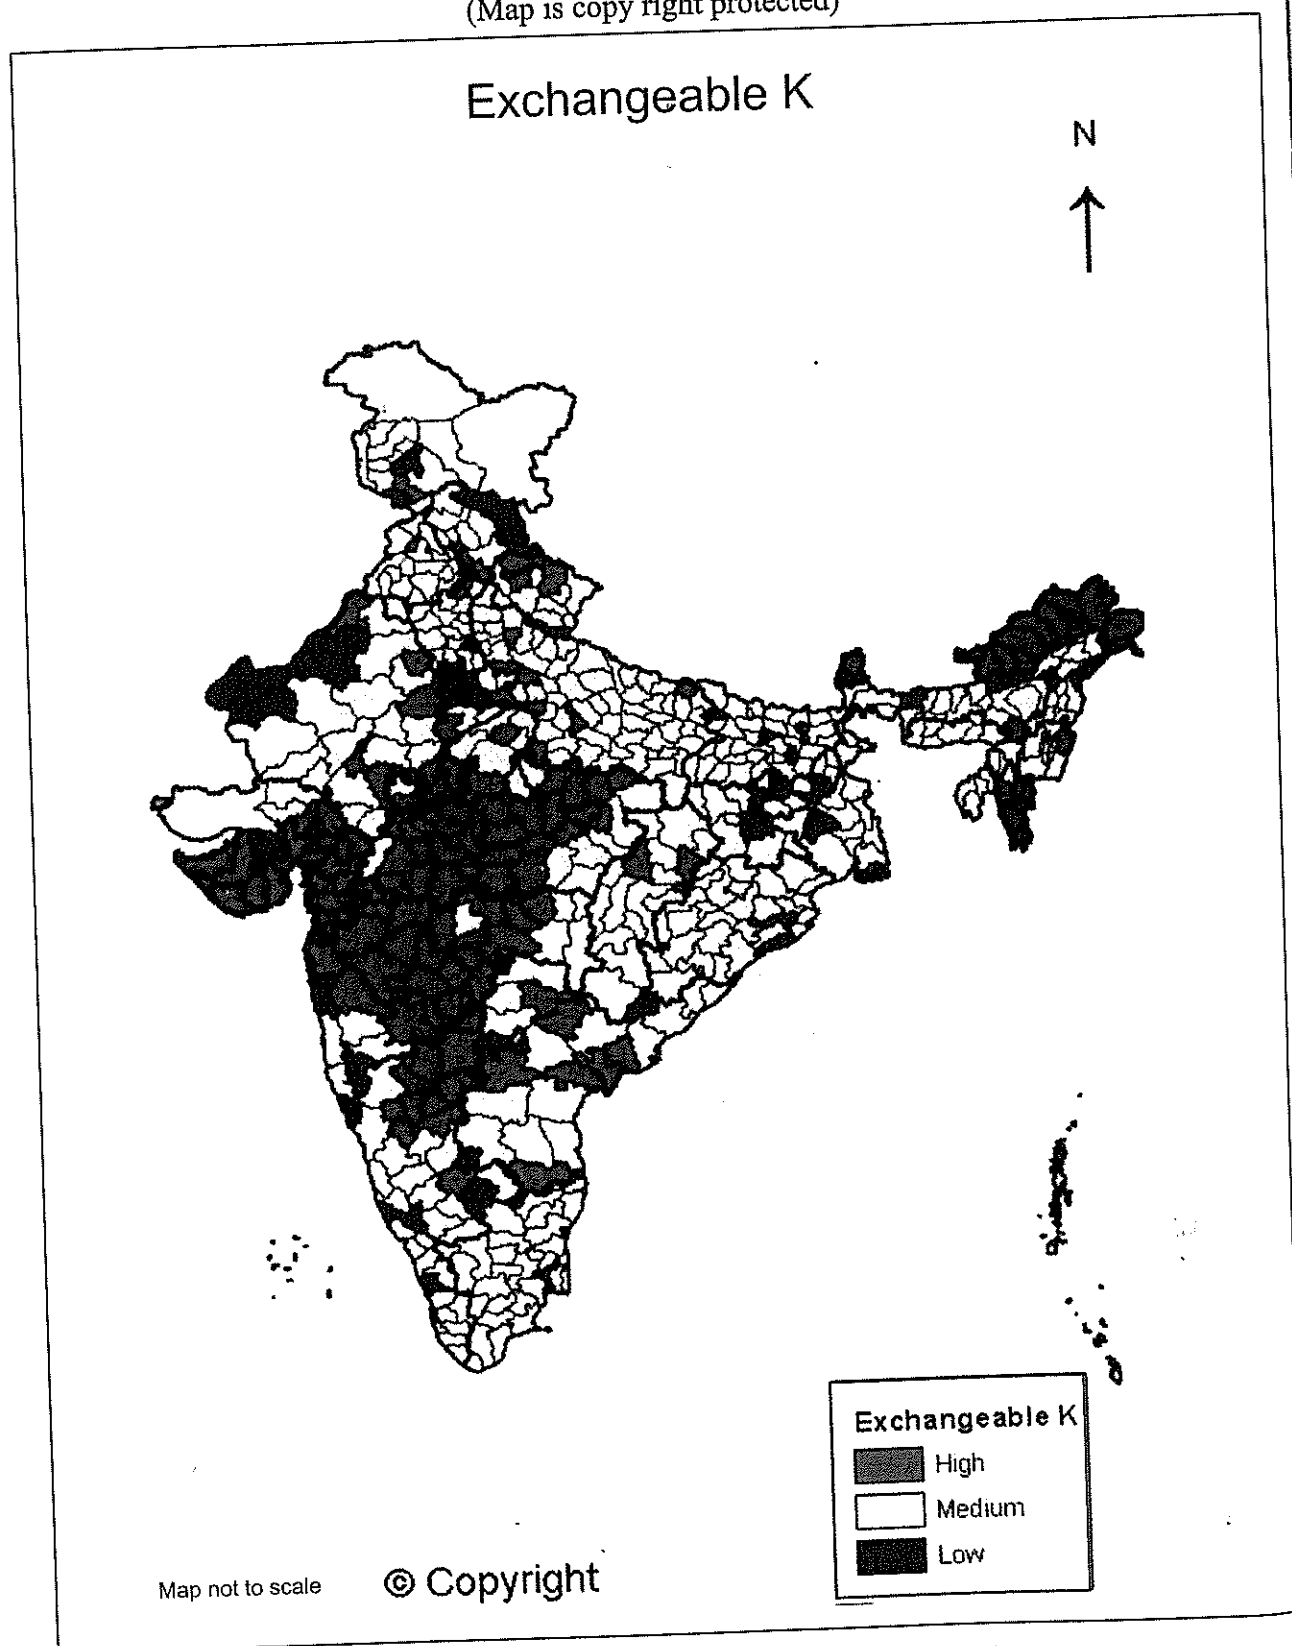 (Map is copy right protected)
Exchangeable K
N
Exchangeable K
High
Medium
Low
Map not to scale
© Copyright